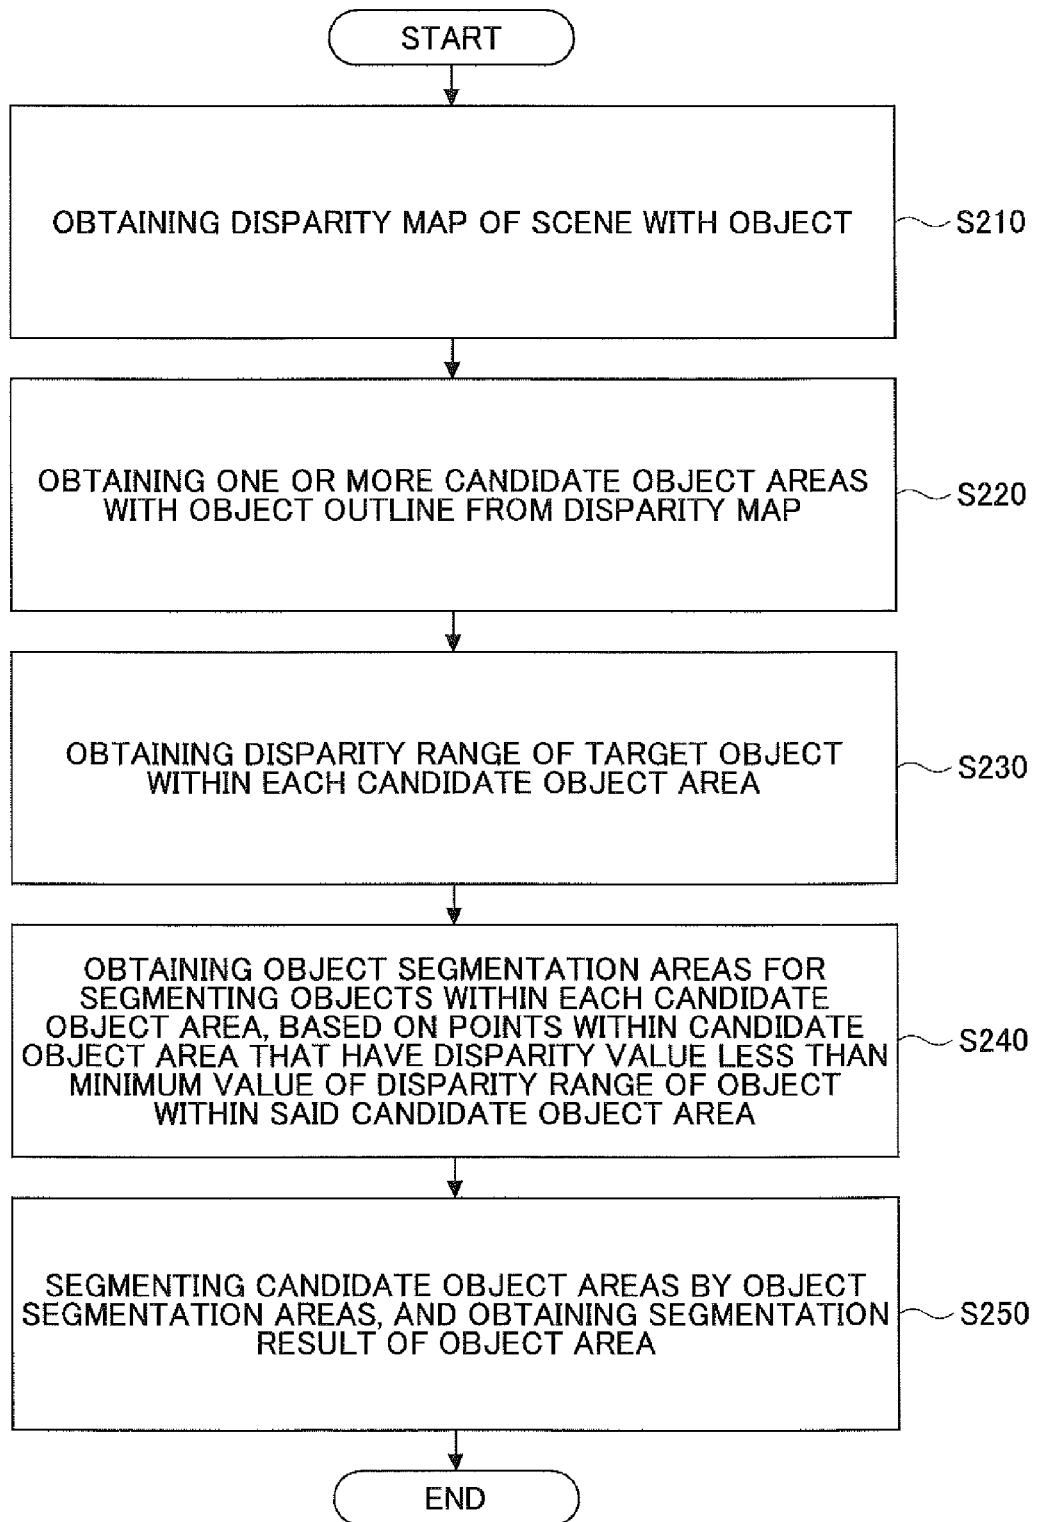 START
OBTAINING DISPARITY MAP OF SCENE WITH OBJECT
S210
OBTAINING ONE OR MORE CANDIDATE OBJECT AREAS
WITH OBJECT OUTLINE FROM DISPARITY MAP
S220
OBTAINING DISPARITY RANGE OF TARGET OBJECT
WITHIN EACH CANDIDATE OBJECT AREA
S230
OBTAINING OBJECT SEGMENTATION AREAS FOR
SEGMENTING OBJECTS WITHIN EACH CANDIDATE
OBJECT AREA, BASED ON POINTS WITHIN CANDIDATE
OBJECT AREA THAT HAVE DISPARITY VALUE LESS THAN
MINIMUM VALUE OF DISPARITY RANGE OF OBJECT
WITHIN SAID CANDIDATE OBJECT AREA
S240
SEGMENTING CANDIDATE OBJECT AREAS BY OBJECT
SEGMENTATION AREAS, AND OBTAINING SEGMENTATION
RESULT OF OBJECT AREA
S250
END